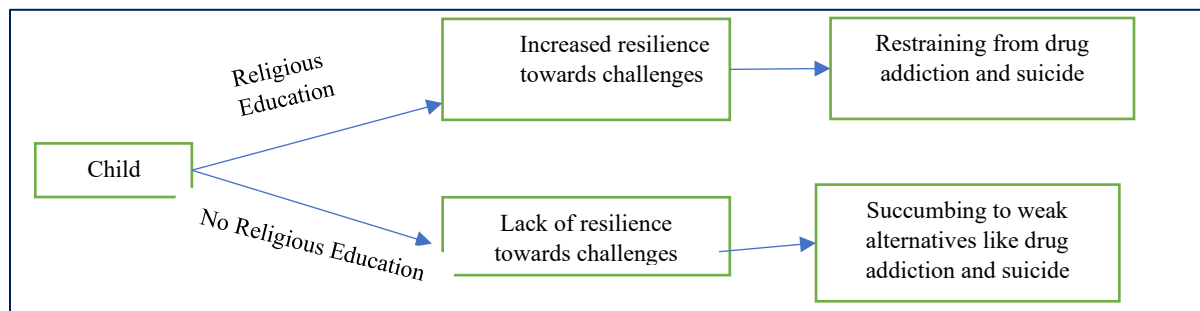 Religious
Education
Increased resilience
towards challenges
Restraining from drug
addiction and suicide
Child
No Religious Education
Lack of resilience
towards challenges
Succumbing to weak
alternatives like drug
addiction and suicide